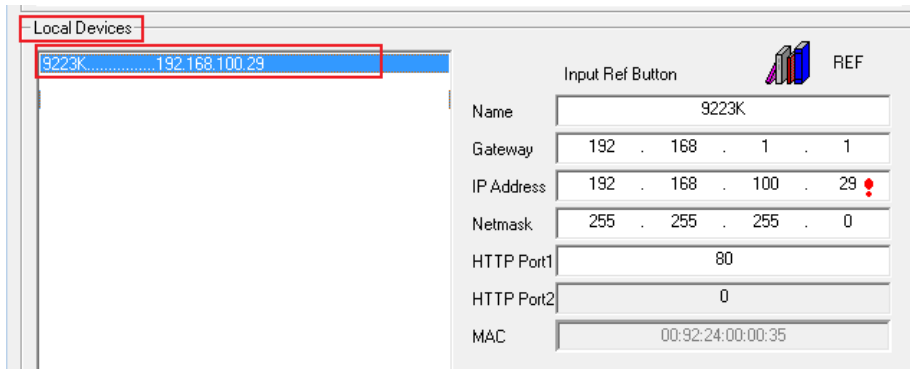 Local Devices
9223K...............192.168.100.29
Input Ref Button REF
Name 9223K
Gateway 192 . 168 . 1 . 1
IP Address 192 . 168 . 100 . 29
Netmask 255 . 255 . 255 . 0
HTTP Port1 80
HTTP Port2 0
MAC 00:92:24:00:00:35